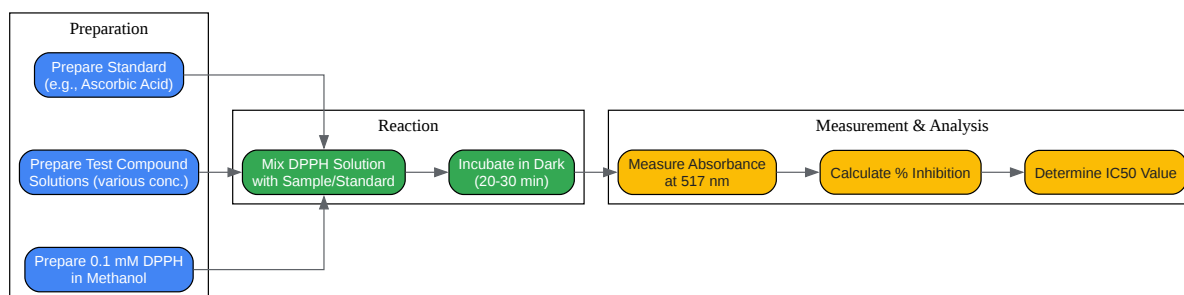 Preparation
Prepare Standard
(e.g., Ascorbic Acid)
Prepare Test Compound
Solutions (various conc.)
Prepare 0.1 mM DPPH
in Methanol
Reaction
Mix DPPH Solution
with Sample/Standard
Incubate in Dark
(20-30 min)
Measurement & Analysis
Measure Absorbance
at 517 nm
Calculate % Inhibition
Determine IC50 Value